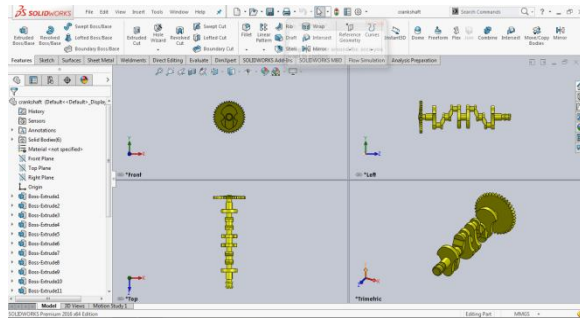 SOLIDWORKS File Edit View Insert Tools Window Help crankshaft Search Commands
Extruded Boss/Base Revolved Boss/Base Swept Boss/Base Lofted Boss/Base Boundary Boss/Base Extruded Cut Hole Wizard Revolved Cut Swept Cut Lofted Cut Boundary Cut Fillet Linear Pattern Rib Draft Shell Wrap Intersect Mirror Reference Geometry Curves Instant3D Dome Freeform Flex Combine Intersect Move/Copy Bodies
Features Sketch Surfaces Sheet Metal Weldments Direct Editing Evaluate DimXpert SOLIDWORKS Add-Ins SOLIDWORKS MBD Flow Simulation Analysis Preparation
crankshaft (Default<<Default>_Display
History
Sensors
Annotations
Solid Bodies(6)
Material <not specified>
Front Plane
Top Plane
Right Plane
Origin
Boss-Extrude1
Boss-Extrude2
Boss-Extrude3
Boss-Extrude4
Boss-Extrude5
Boss-Extrude6
Boss-Extrude7
Boss-Extrude8
Boss-Extrude9
Boss-Extrude10
Boss-Extrude11
*Front
*Left
*Top
*Trimetric
Model 3D Views Motion Study 1
SOLIDWORKS Premium 2016 x64 Edition Editing Part MMGS